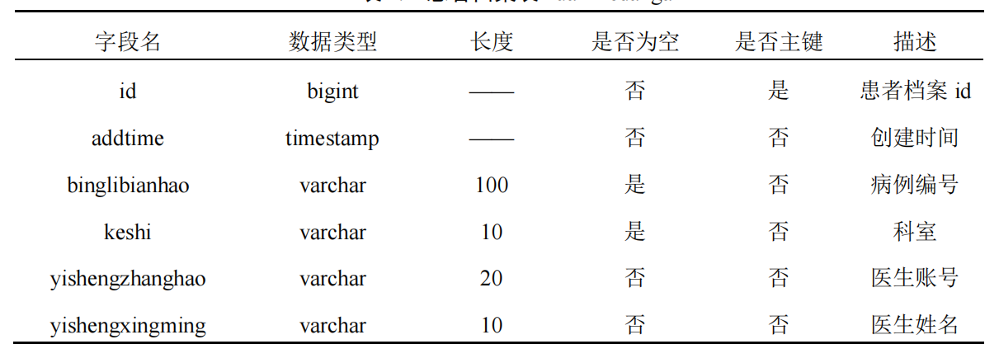 字段名 数据类型 长度 是否为空 是否主键 描述
id bigint —— 否 是 患者档案 id
addtime timestamp —— 否 否 创建时间
binglibianhao varchar 100 是 否 病例编号
keshi varchar 10 是 否 科室
yishengzhanghao varchar 20 否 否 医生账号
yishengxingming varchar 10 否 否 医生姓名